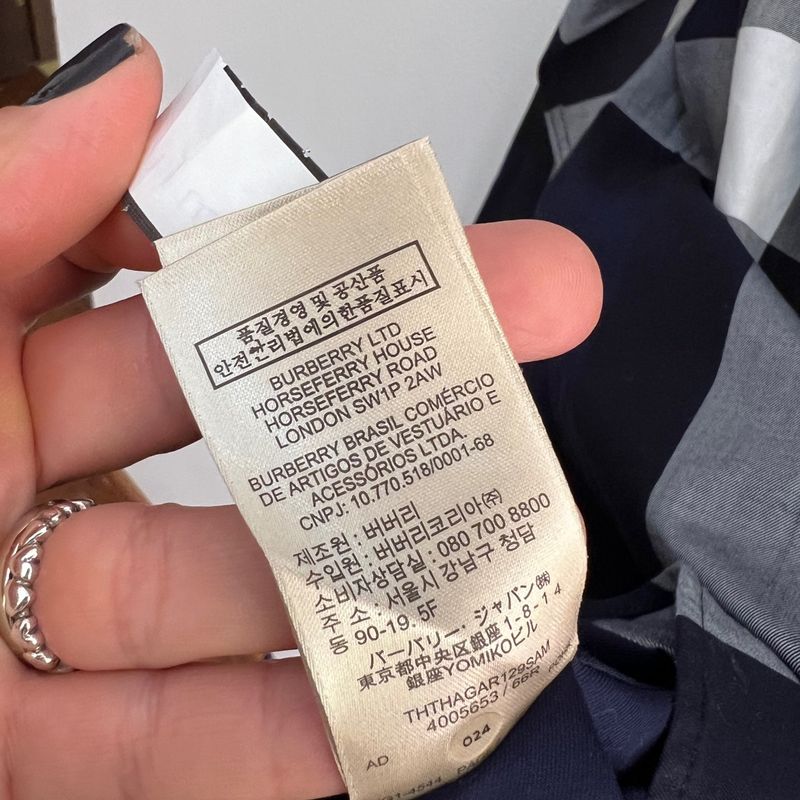 품질경영 및 공산품
안전관리법에의한품질표시
BURBERRY LTD
HORSEFERRY HOUSE
HORSEFERRY ROAD
LONDON SW1P 2AW
BURBERRY BRASIL COMÉRCIO
DE ARTIGOS DE VESTUÁRIO E
ACESSÓRIOS LTDA.
CNPJ: 10.770.518/0001-68
제조원 : 버버리
수입원 : 버버리코리아(주)
소비자상담실 : 080 700 8800
주 소 : 서울시 강남구 청담
동 90-19 5F
バーバリー・ジャパン㈱
東京都中央区銀座1-8-14
銀座YOMIKOビル
THTHAGAR129SAM
4005653 / 66R
AD 024